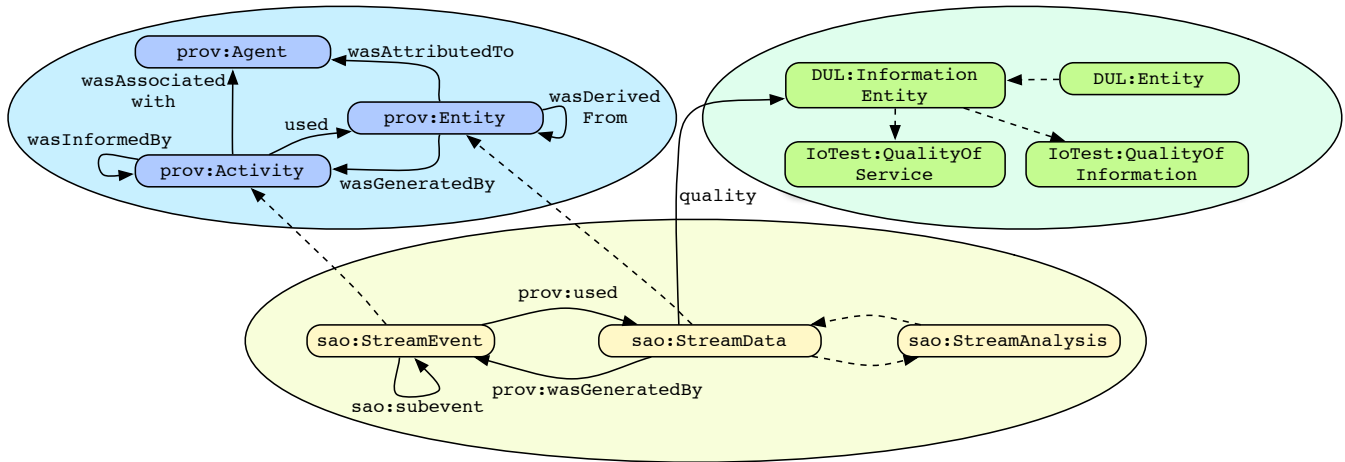 prov:Agent
wasAttributedTo
wasAssociated
with
prov:Entity
wasDerived
From
used
wasInformedBy
prov:Activity
wasGeneratedBy
DUL:Information
Entity
DUL:Entity
IoTest:QualityOf
Service
IoTest:QualityOf
Information
quality
prov:used
sao:StreamEvent
sao:StreamData
sao:StreamAnalysis
prov:wasGeneratedBy
sao:subevent